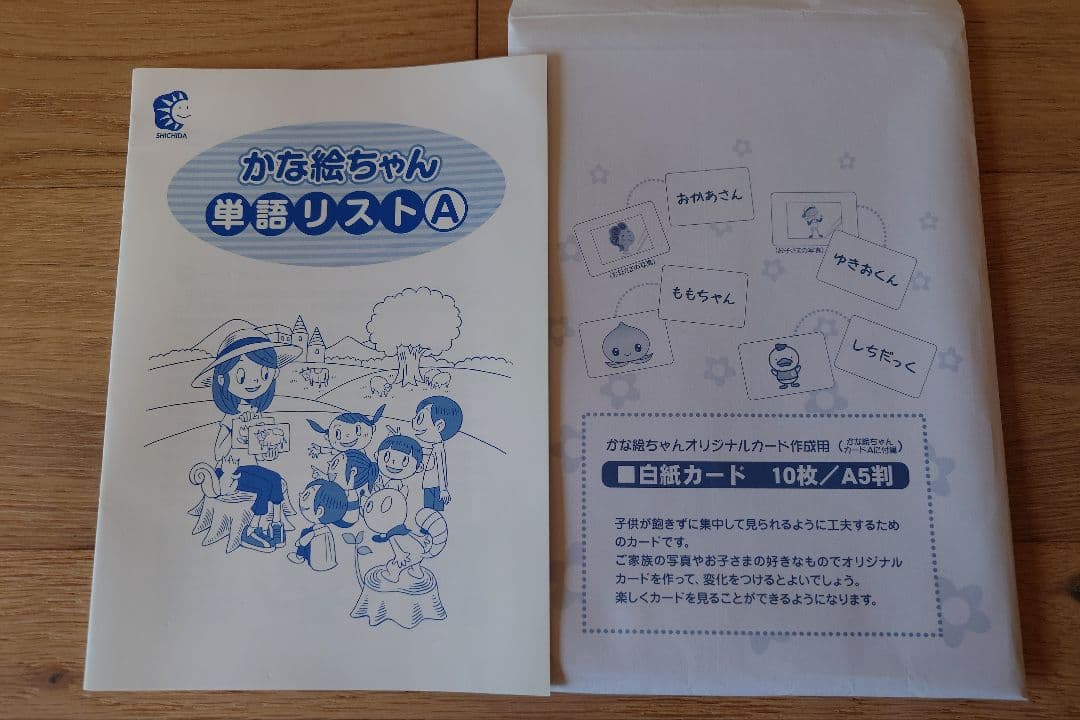 SHICHIDA
かな絵ちゃん
単語リストA
おかあさん
(お子さまの写真)
ゆきおくん
ももちゃん
しちだっく
かな絵ちゃんオリジナルカード作成用(かな絵ちゃんカードAに付属)
■白紙カード 10枚/A5判
子供が飽きずに集中して見られるように工夫するため
のカードです。
ご家族の写真やお子さまの好きなものでオリジナル
カードを作って、変化をつけるとよいでしょう。
楽しくカードを見ることができるようになります。